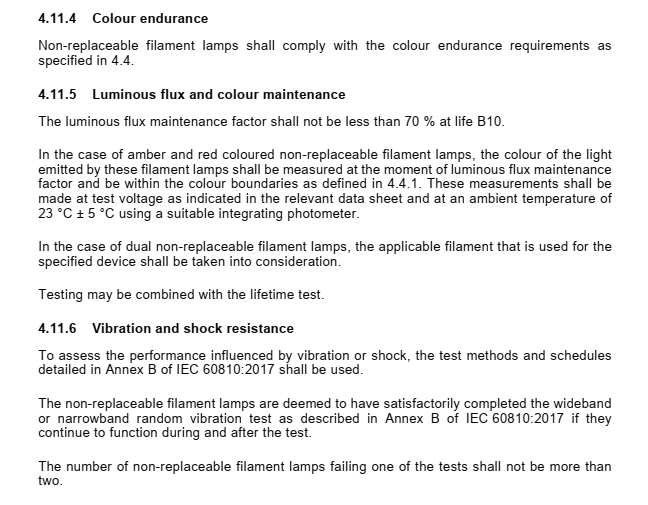 4.11.4 Colour endurance
Non-replaceable filament lamps shall comply with the colour endurance requirements as
specified in 4.4.
4.11.5 Luminous flux and colour maintenance
The luminous flux maintenance factor shall not be less than 70 % at life B10.
In the case of amber and red coloured non-replaceable filament lamps, the colour of the light
emitted by these filament lamps shall be measured at the moment of luminous flux maintenance
factor and be within the colour boundaries as defined in 4.4.1. These measurements shall be
made at test voltage as indicated in the relevant data sheet and at an ambient temperature of
23 °C ± 5 °C using a suitable integrating photometer.
In the case of dual non-replaceable filament lamps, the applicable filament that is used for the
specified device shall be taken into consideration.
Testing may be combined with the lifetime test.
4.11.6 Vibration and shock resistance
To assess the performance influenced by vibration or shock, the test methods and schedules
detailed in Annex B of IEC 60810:2017 shall be used.
The non-replaceable filament lamps are deemed to have satisfactorily completed the wideband
or narrowband random vibration test as described in Annex B of IEC 60810:2017 if they
continue to function during and after the test.
The number of non-replaceable filament lamps failing one of the tests shall not be more than
two.